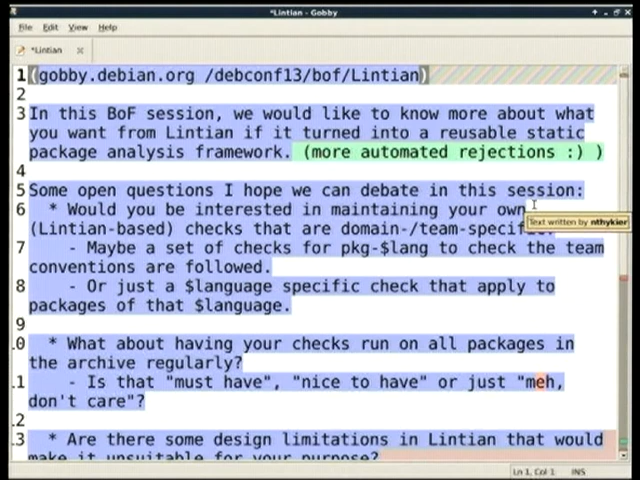 *Lintian - Gobby
File Edit View Help
*Lintian
1 (gobby.debian.org /debconf13/bof/Lintian)
2
3 In this BoF session, we would like to know more about what
you want from Lintian if it turned into a reusable static
package analysis framework. (more automated rejections :) )
4
5 Some open questions I hope we can debate in this session:
6 * Would you be interested in maintaining your own
Text written by nthykier
(Lintian-based) checks that are domain-/team-specif
7 - Maybe a set of checks for pkg-$lang to check the team
conventions are followed.
8 - Or just a $language specific check that apply to
packages of that $language.
9
.0 * What about having your checks run on all packages in
the archive regularly?
.1 - Is that "must have", "nice to have" or just "meh,
don't care"?
.2
.3 * Are there some design limitations in Lintian that would
make it unsuitable for your purpose?
Ln 1, Col 1 INS